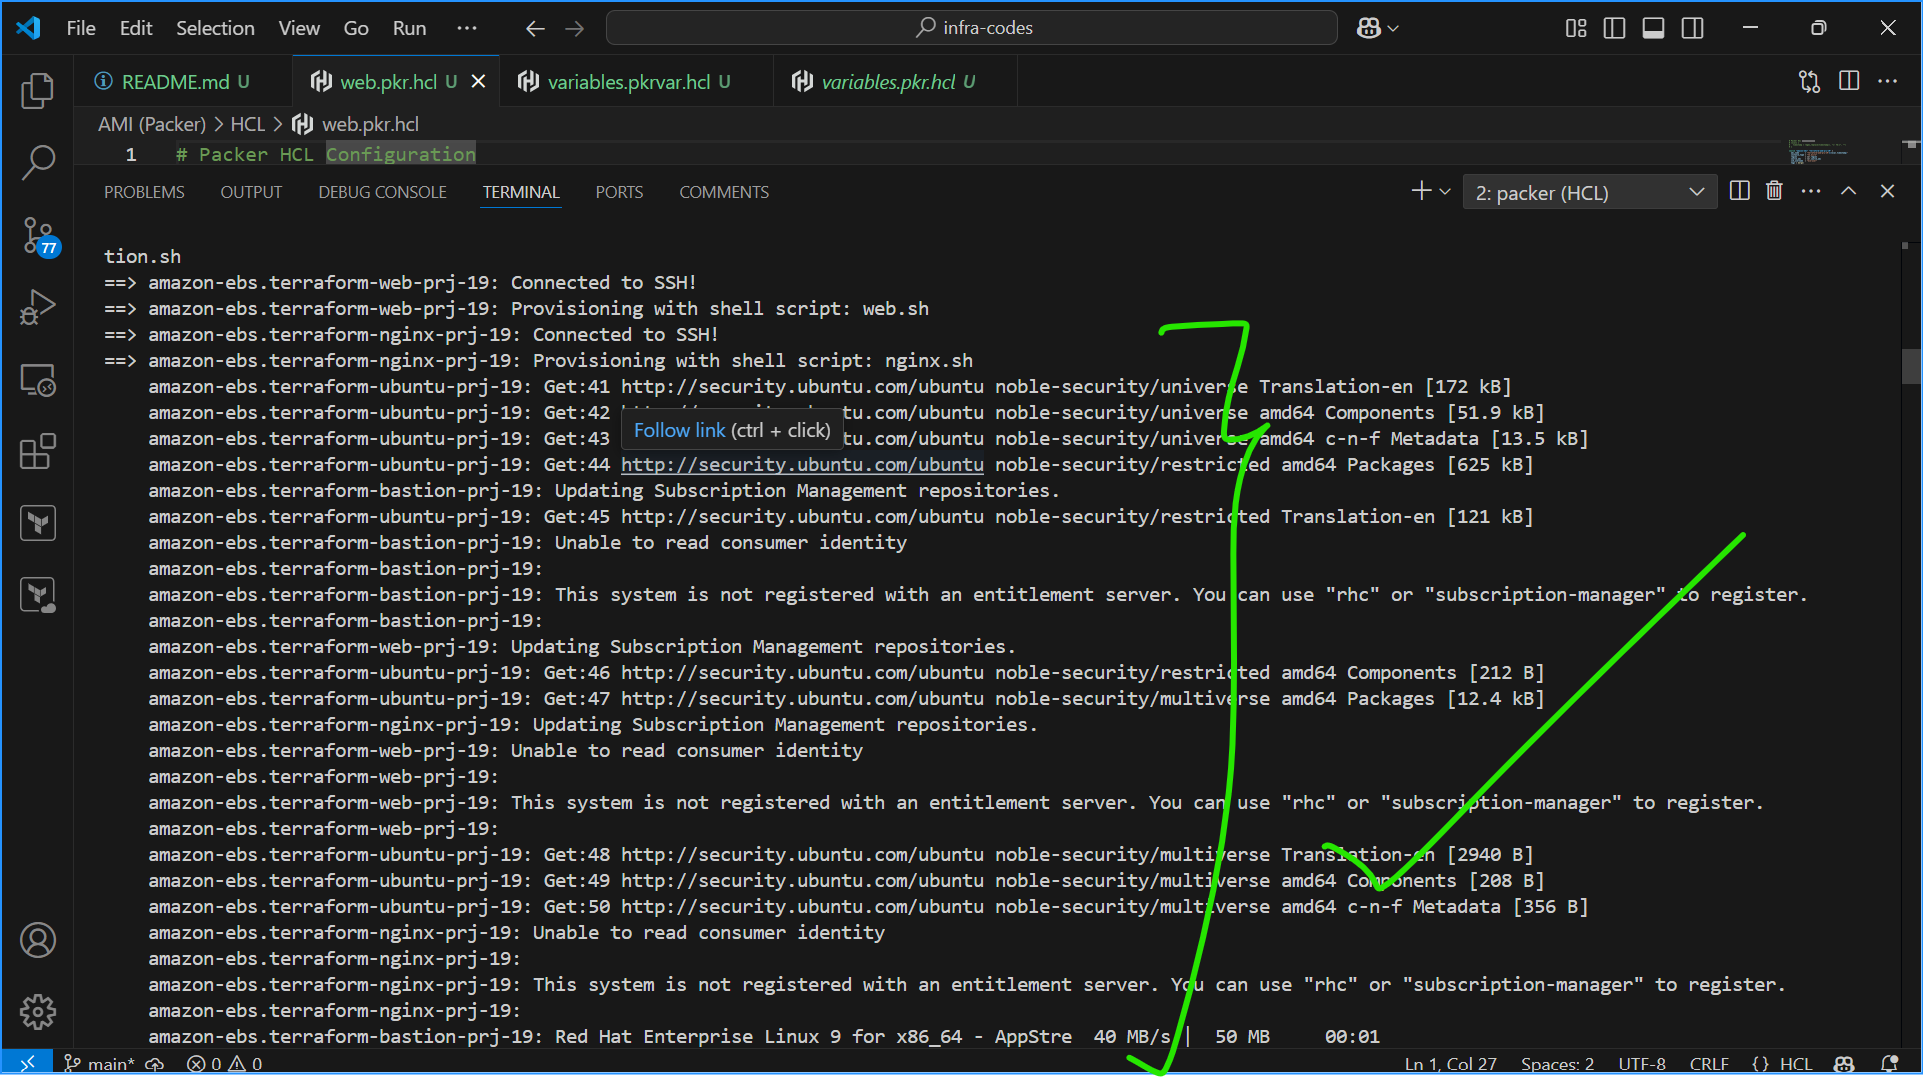 File Edit Selection View Go Run ··· infra-codes
README.md U web.pkr.hcl U variables.pkrvar.hcl U variables.pkr.hcl U
AMI (Packer) > HCL > web.pkr.hcl
1 # Packer HCL Configuration
PROBLEMS OUTPUT DEBUG CONSOLE TERMINAL PORTS COMMENTS 2: packer (HCL)
77
tion.sh
==> amazon-ebs.terraform-web-prj-19: Connected to SSH!
==> amazon-ebs.terraform-web-prj-19: Provisioning with shell script: web.sh
==> amazon-ebs.terraform-nginx-prj-19: Connected to SSH!
==> amazon-ebs.terraform-nginx-prj-19: Provisioning with shell script: nginx.sh
amazon-ebs.terraform-ubuntu-prj-19: Get:41 http://security.ubuntu.com/ubuntu noble-security/universe Translation-en [172 kB]
amazon-ebs.terraform-ubuntu-prj-19: Get:42 tu.com/ubuntu noble-security/universe amd64 Components [51.9 kB]
Follow link (ctrl + click)
amazon-ebs.terraform-ubuntu-prj-19: Get:43 tu.com/ubuntu noble-security/universe amd64 c-n-f Metadata [13.5 kB]
amazon-ebs.terraform-ubuntu-prj-19: Get:44 http://security.ubuntu.com/ubuntu noble-security/restricted amd64 Packages [625 kB]
amazon-ebs.terraform-bastion-prj-19: Updating Subscription Management repositories.
amazon-ebs.terraform-ubuntu-prj-19: Get:45 http://security.ubuntu.com/ubuntu noble-security/restricted Translation-en [121 kB]
amazon-ebs.terraform-bastion-prj-19: Unable to read consumer identity
amazon-ebs.terraform-bastion-prj-19:
amazon-ebs.terraform-bastion-prj-19: This system is not registered with an entitlement server. You can use "rhc" or "subscription-manager" to register.
amazon-ebs.terraform-bastion-prj-19:
amazon-ebs.terraform-web-prj-19: Updating Subscription Management repositories.
amazon-ebs.terraform-ubuntu-prj-19: Get:46 http://security.ubuntu.com/ubuntu noble-security/restricted amd64 Components [212 B]
amazon-ebs.terraform-ubuntu-prj-19: Get:47 http://security.ubuntu.com/ubuntu noble-security/multiverse amd64 Packages [12.4 kB]
amazon-ebs.terraform-nginx-prj-19: Updating Subscription Management repositories.
amazon-ebs.terraform-web-prj-19: Unable to read consumer identity
amazon-ebs.terraform-web-prj-19:
amazon-ebs.terraform-web-prj-19: This system is not registered with an entitlement server. You can use "rhc" or "subscription-manager" to register.
amazon-ebs.terraform-web-prj-19:
amazon-ebs.terraform-ubuntu-prj-19: Get:48 http://security.ubuntu.com/ubuntu noble-security/multiverse Translation-en [2940 B]
amazon-ebs.terraform-ubuntu-prj-19: Get:49 http://security.ubuntu.com/ubuntu noble-security/multiverse amd64 Components [208 B]
amazon-ebs.terraform-ubuntu-prj-19: Get:50 http://security.ubuntu.com/ubuntu noble-security/multiverse amd64 c-n-f Metadata [356 B]
amazon-ebs.terraform-nginx-prj-19: Unable to read consumer identity
amazon-ebs.terraform-nginx-prj-19:
amazon-ebs.terraform-nginx-prj-19: This system is not registered with an entitlement server. You can use "rhc" or "subscription-manager" to register.
amazon-ebs.terraform-nginx-prj-19:
amazon-ebs.terraform-bastion-prj-19: Red Hat Enterprise Linux 9 for x86_64 - AppStre 40 MB/s | 50 MB 00:01
main* 0 0 Ln 1, Col 27 Spaces: 2 UTF-8 CRLF {} HCL